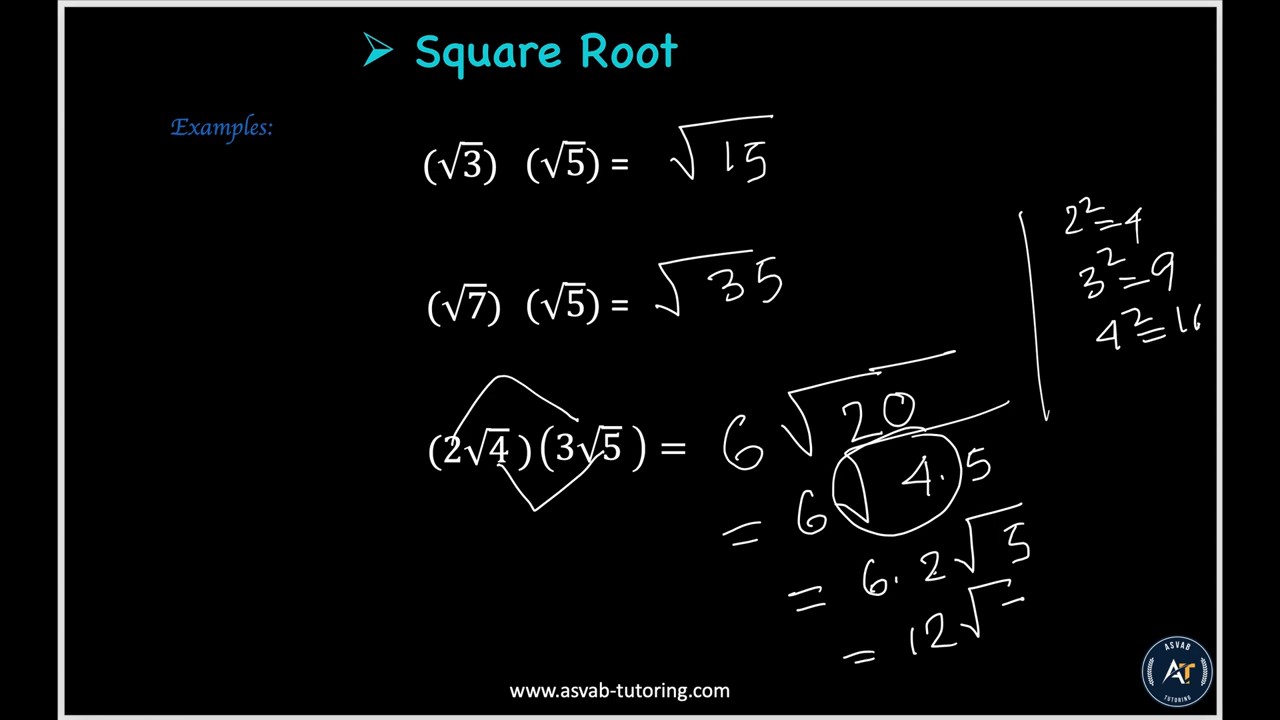 ➤ Square Root
Examples:
(√3) (√5) = √15
(√7) (√5) = √35
2² = 4
3² = 9
4² = 16
(2√4)(3√5) = 6√20
= 6√4·5
= 6·2√5
= 12√
www.asvab-tutoring.com
ASVAB
AT
TUTORING